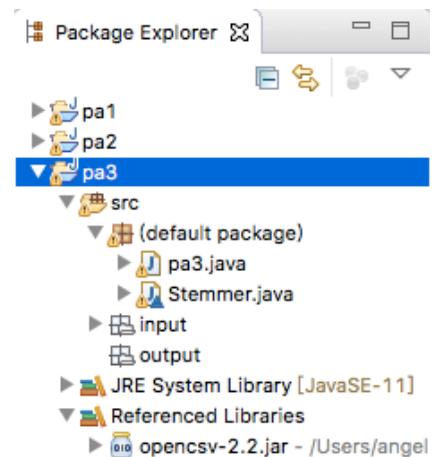 Package Explorer
pa1
pa2
pa3
src
(default package)
pa3.java
Stemmer.java
input
output
JRE System Library [JavaSE-11]
Referenced Libraries
opencsv-2.2.jar - /Users/angel